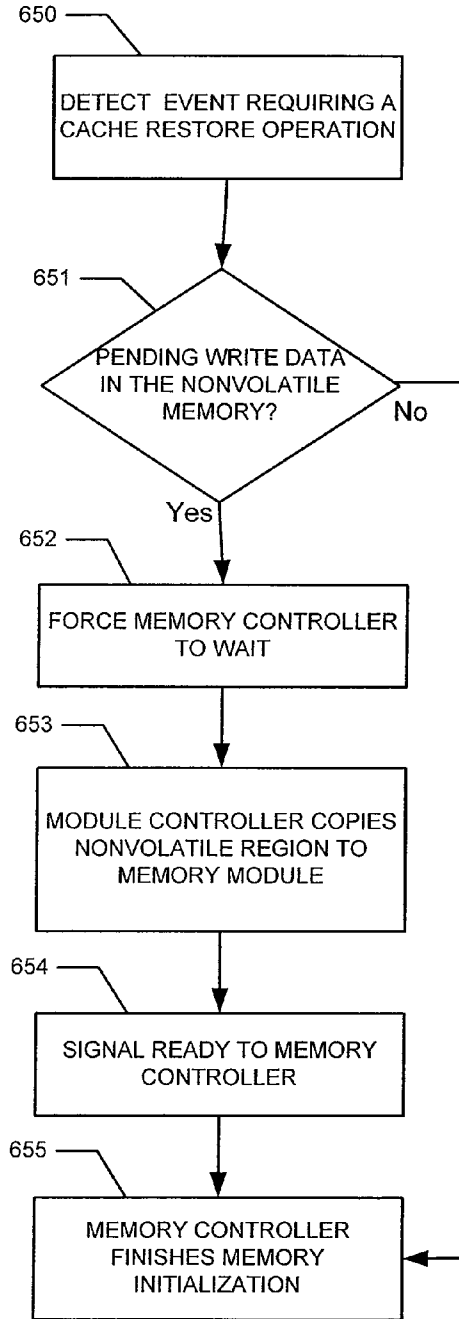 650
DETECT EVENT REQUIRING A
CACHE RESTORE OPERATION
651
PENDING WRITE DATA
IN THE NONVOLATILE
MEMORY?
No
Yes
652
FORCE MEMORY CONTROLLER
TO WAIT
653
MODULE CONTROLLER COPIES
NONVOLATILE REGION TO
MEMORY MODULE
654
SIGNAL READY TO MEMORY
CONTROLLER
655
MEMORY CONTROLLER
FINISHES MEMORY
INITIALIZATION